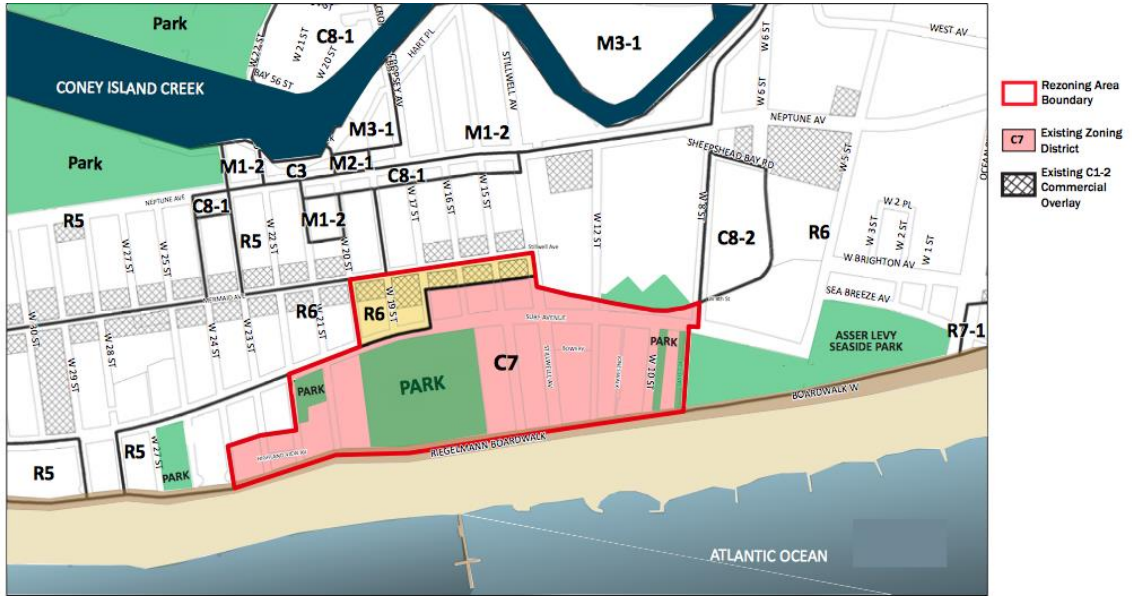 Park
C8-1
W 22 ST
W 21 ST
W 20 ST
BAY 56 ST
CROPSEY AV
HART PL
STILLWELL AV
M3-1
W 6 ST
WEST AV
CONEY ISLAND CREEK
Rezoning Area
Boundary
M3-1
M1-2
NEPTUNE AV
C7
Existing Zoning
District
Park
M1-2
C3
M2-1
C8-1
SHEEPSHEAD BAY RD
W 5 ST
OCEAN
Existing C1-2
Commercial
Overlay
NEPTUNE AVE
R5
C8-1
M1-2
R5
W 27 ST
W 25 ST
W 22 ST
W 20 ST
W 17 ST
W 16 ST
W 15 ST
W 12 ST
W 8 ST
C8-2
R6
W 2 PL
W 3 ST
W 2 ST
W 1 ST
Stillwell Ave
W BRIGHTON AV
MERMAID AVE
R6
W 21 ST
R6
W 19 ST
SEA BREEZE AV
W 30 ST
W 29 ST
W 28 ST
W 24 ST
W 23 ST
SURF AVENUE
W 8th St
ASSER LEVY
SEASIDE PARK
R7-1
PARK
PARK
C7
STILLWELL AV
BOWERY
W 10 ST
PARK
BOARDWALK W
R5
R5
W 27 ST
PARK
HIGHLAND VIEW AV
RIEGELMANN BOARDWALK
ATLANTIC OCEAN